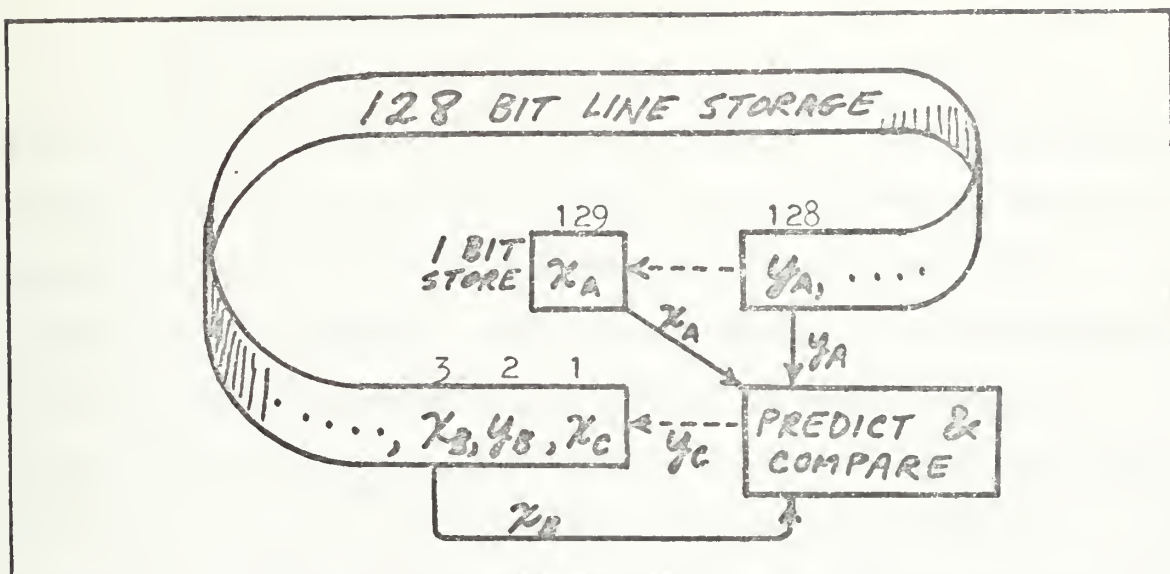 128 BIT LINE STORAGE
129 128
1 BIT
STORE
x_A
y_A, ....
x_A
y_A
3 2 1
....., x_B, y_B, x_C
y_C
PREDICT &
COMPARE
x_B